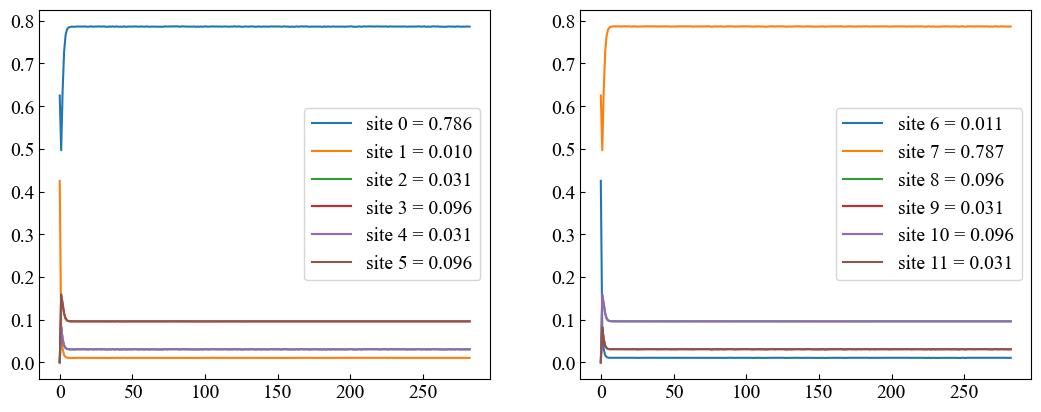 0.8
0.7
0.6
0.5
0.4
0.3
0.2
0.1
0.0
0 50 100 150 200 250
site 0 = 0.786
site 1 = 0.010
site 2 = 0.031
site 3 = 0.096
site 4 = 0.031
site 5 = 0.096
0.8
0.7
0.6
0.5
0.4
0.3
0.2
0.1
0.0
0 50 100 150 200 250
site 6 = 0.011
site 7 = 0.787
site 8 = 0.096
site 9 = 0.031
site 10 = 0.096
site 11 = 0.031